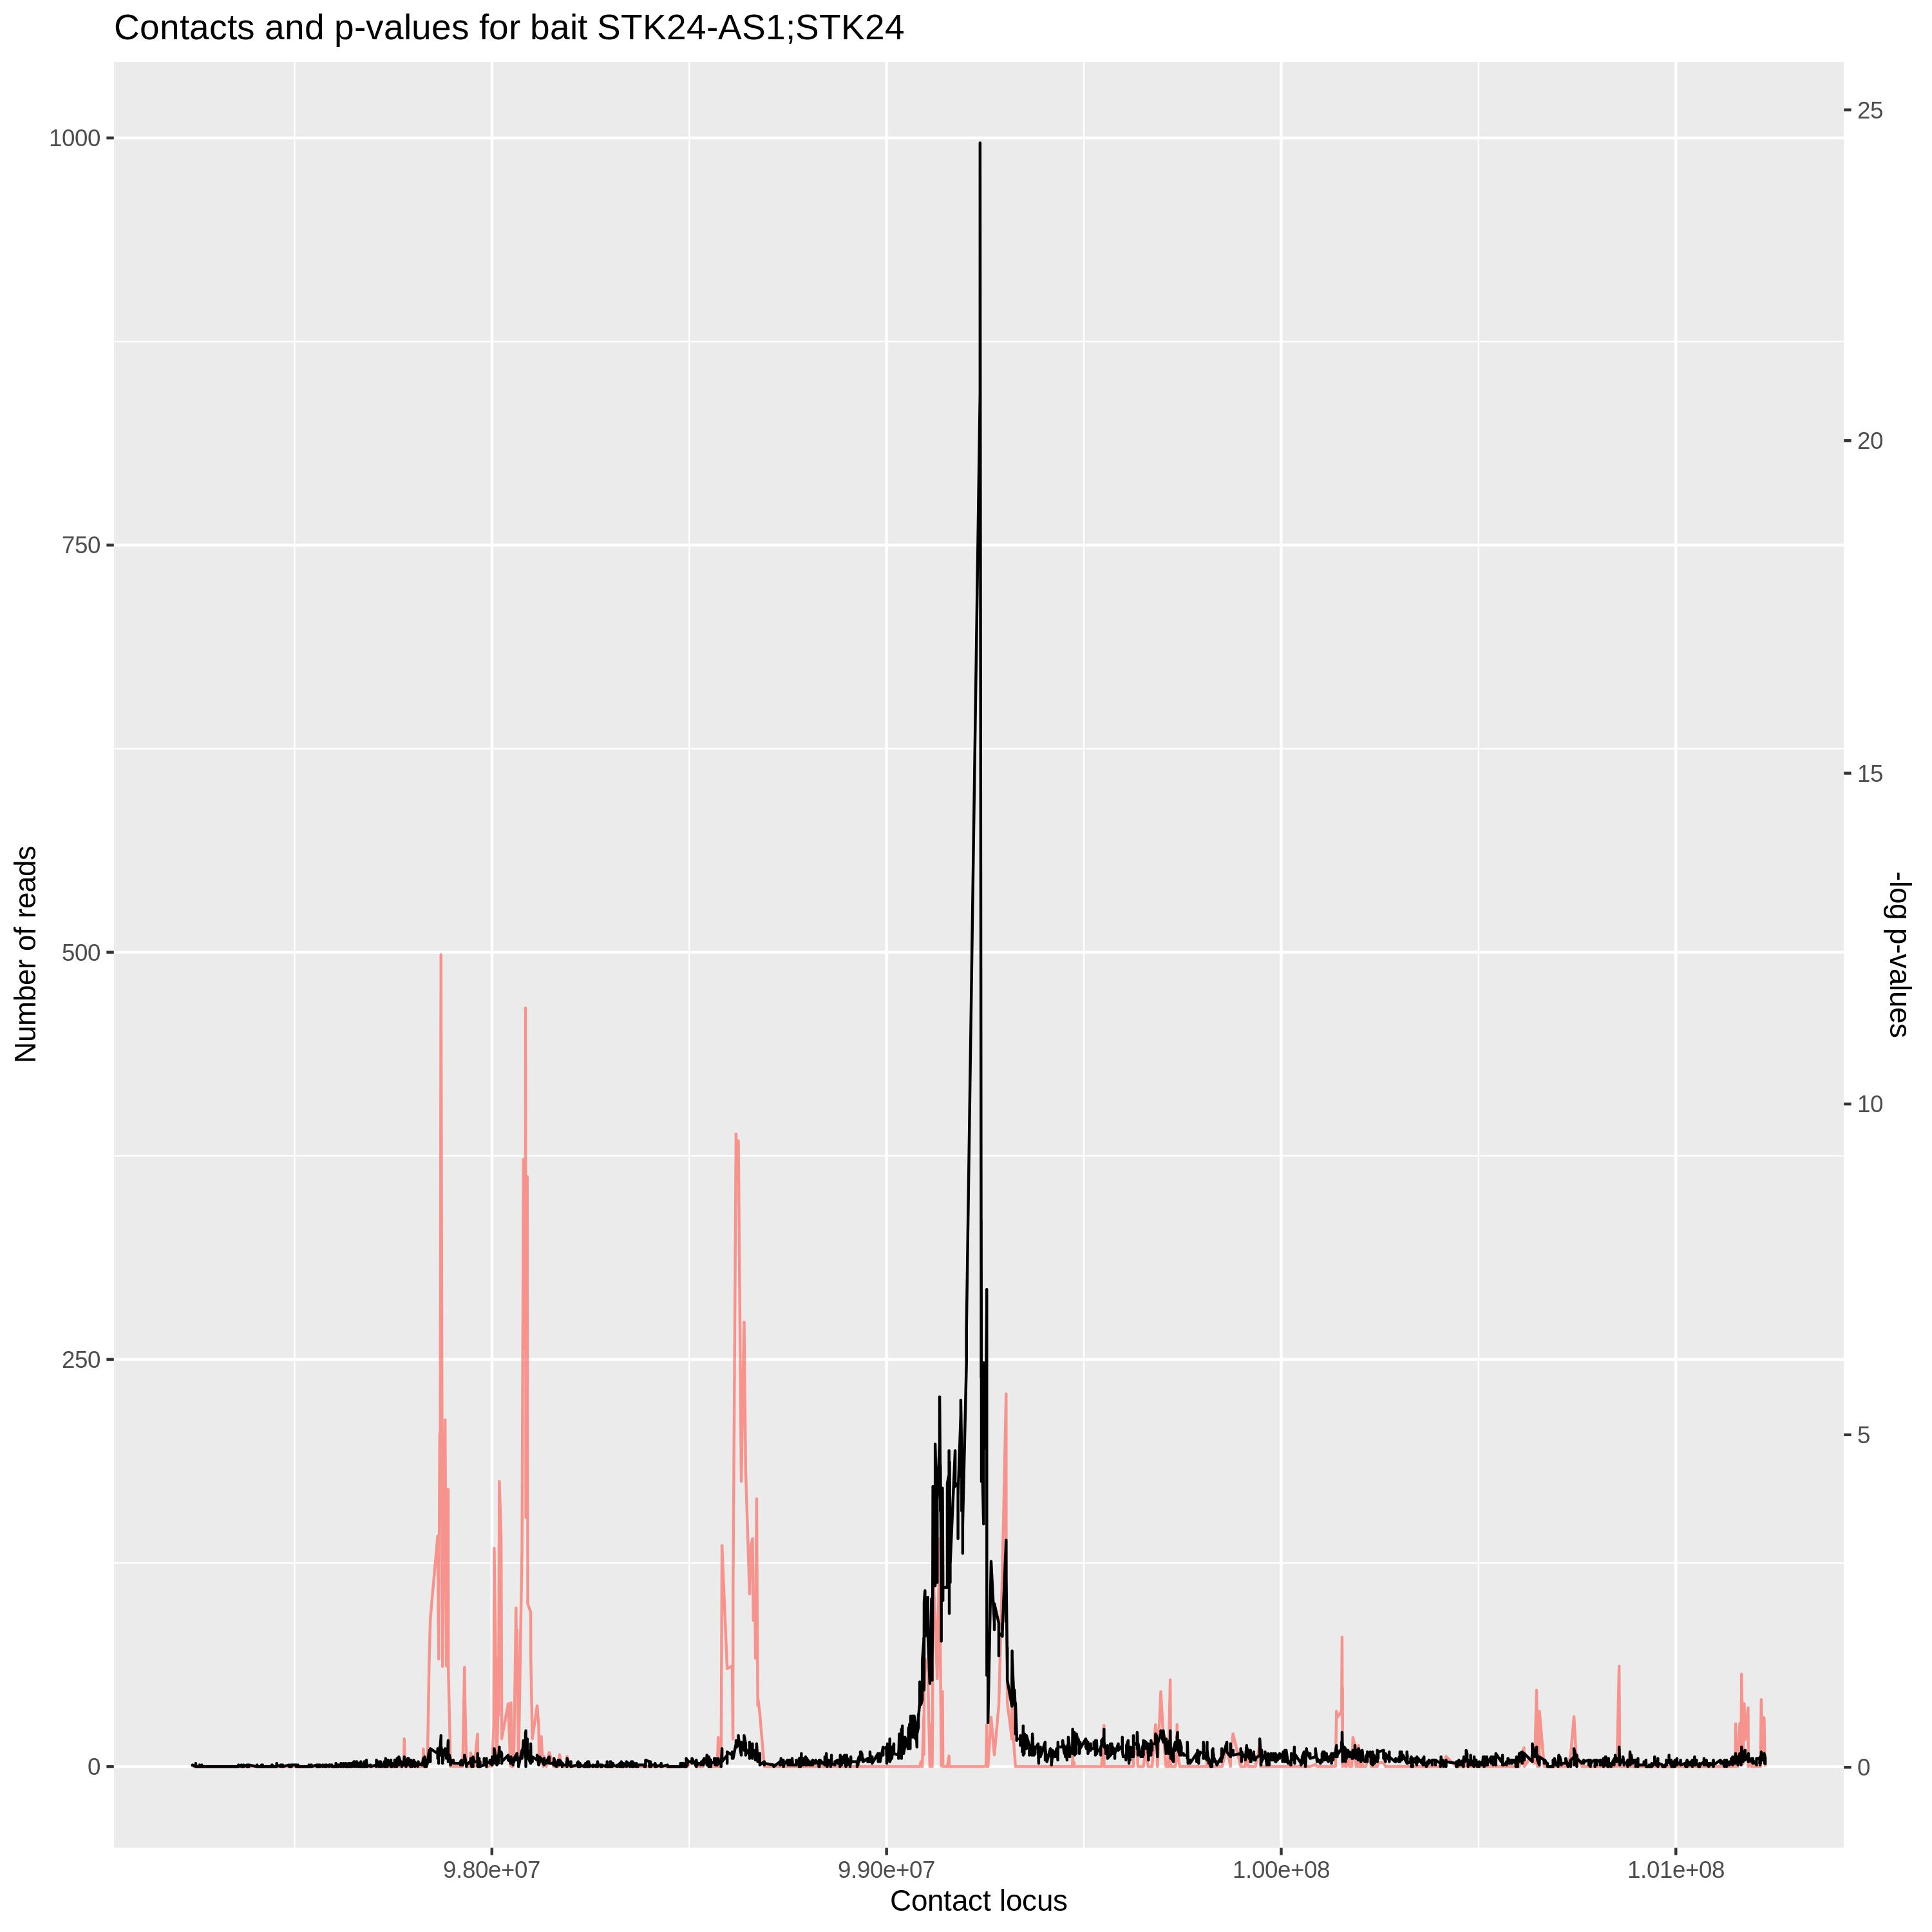 Contacts and p-values for bait STK24-AS1;STK24
1000
750
500
250
0
Number of reads
25
20
15
10
5
0
-log p-values
9.80e+07
9.90e+07
1.00e+08
1.01e+08
Contact locus